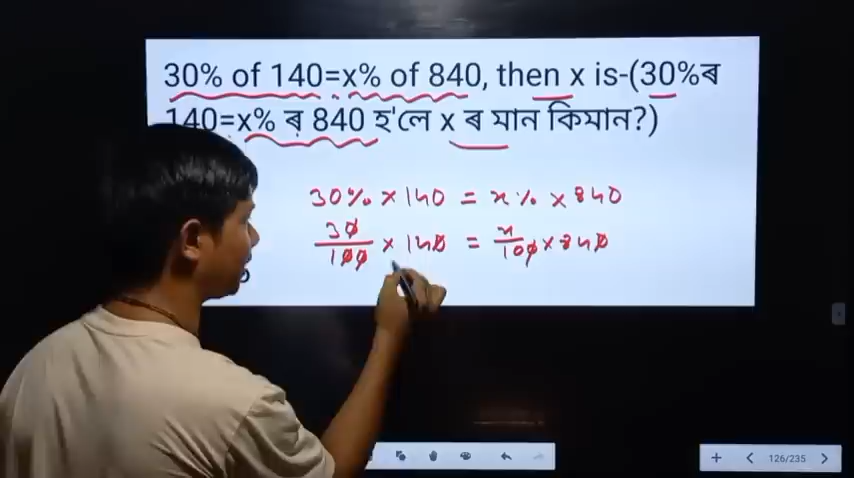 30% of 140=x% of 840, then x is-(30%ৰ
140=x% ৰ 840 হ'লে x ৰ মান কিমান?)
30% × 140 = x% × 840
30/100 × 140 = x/100 × 840
126/235